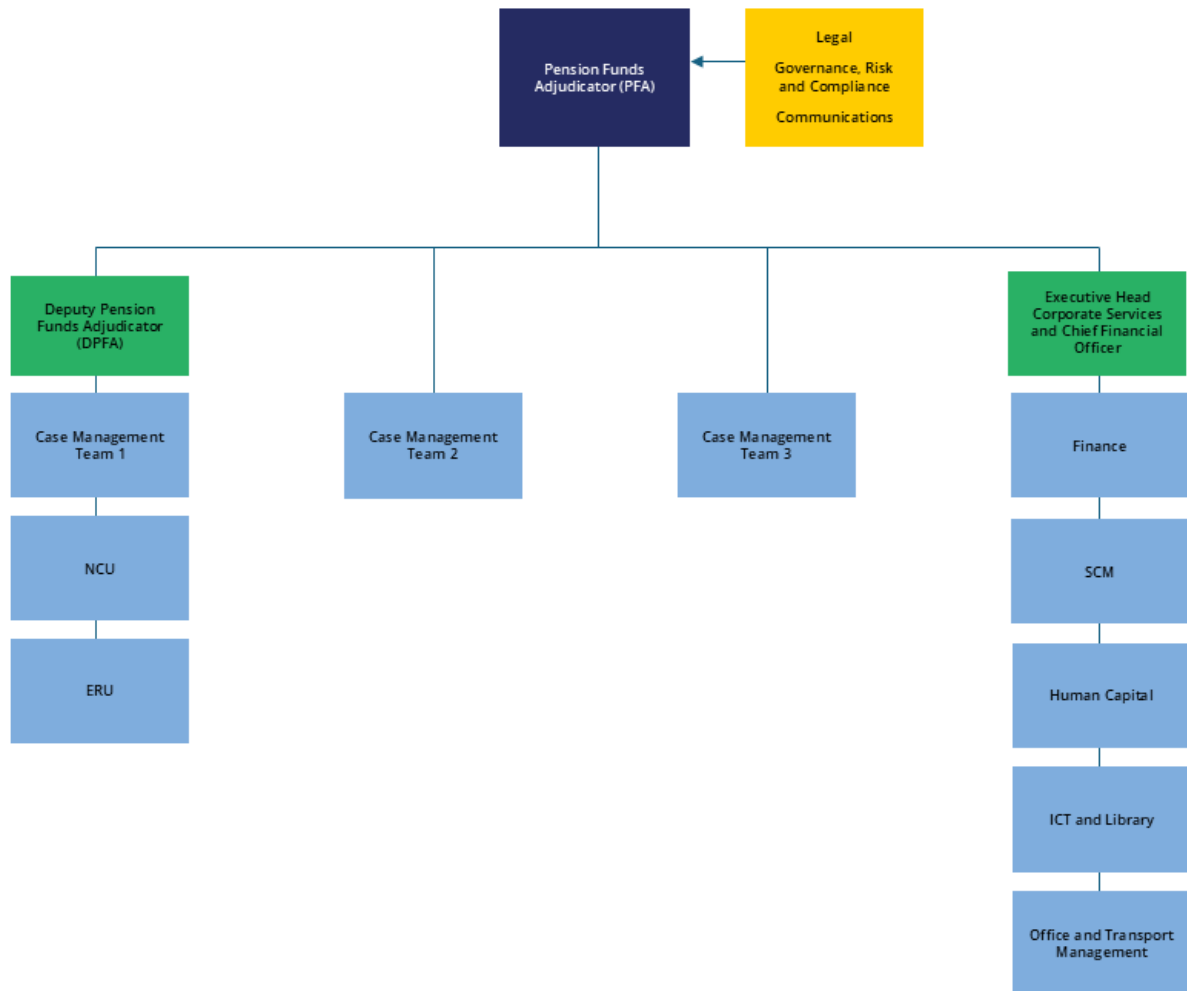 Pension Funds
Adjudicator (PFA)
Legal
Governance, Risk
and Compliance
Communications
Deputy Pension
Funds Adjudicator
(DPFA)
Executive Head
Corporate Services
and Chief Financial
Officer
Case Management
Team 1
Case Management
Team 2
Case Management
Team 3
Finance
NCU
SCM
ERU
Human Capital
ICT and Library
Office and Transport
Management